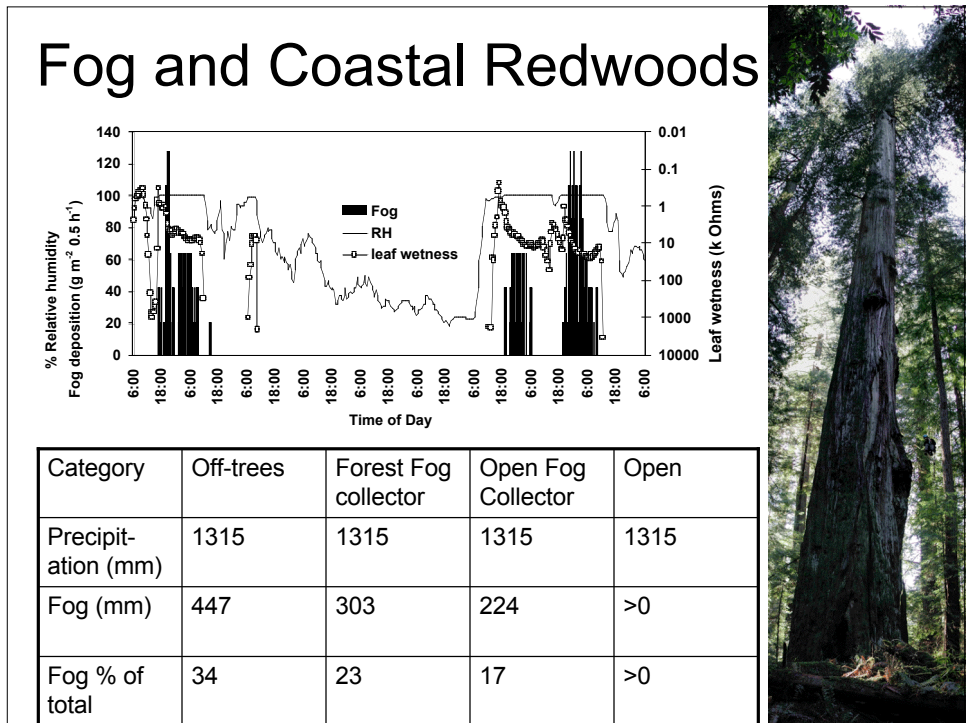 Fog and Coastal Redwoods
140
120
100
80
60
40
20
0
% Relative humidity
Fog deposition (g m⁻² 0.5 h⁻¹)
0.01
0.1
1
10
100
1000
10000
Leaf wetness (k Ohms)
Fog
RH
leaf wetness
6:00 18:00 6:00 18:00 6:00 18:00 6:00 18:00 6:00 18:00 6:00 18:00 6:00 18:00 6:00 18:00 6:00 18:00 6:00
Time of Day
Category Off-trees Forest Fog Open Fog Open
collector Collector
Precipit- 1315 1315 1315 1315
ation (mm)
Fog (mm) 447 303 224 >0
Fog % of 34 23 17 >0
total